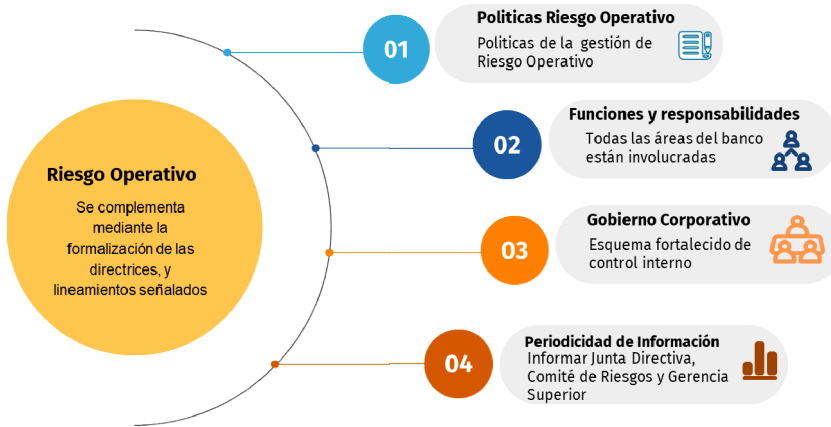 Riesgo Operativo
Se complementa
mediante la
formalización de las
directrices, y
lineamientos señalados
01
Politicas Riesgo Operativo
Politicas de la gestión de
Riesgo Operativo
02
Funciones y responsabilidades
Todas las áreas del banco
están involucradas
03
Gobierno Corporativo
Esquema fortalecido de
control interno
04
Periodicidad de Información
Informar Junta Directiva,
Comité de Riesgos y Gerencia
Superior